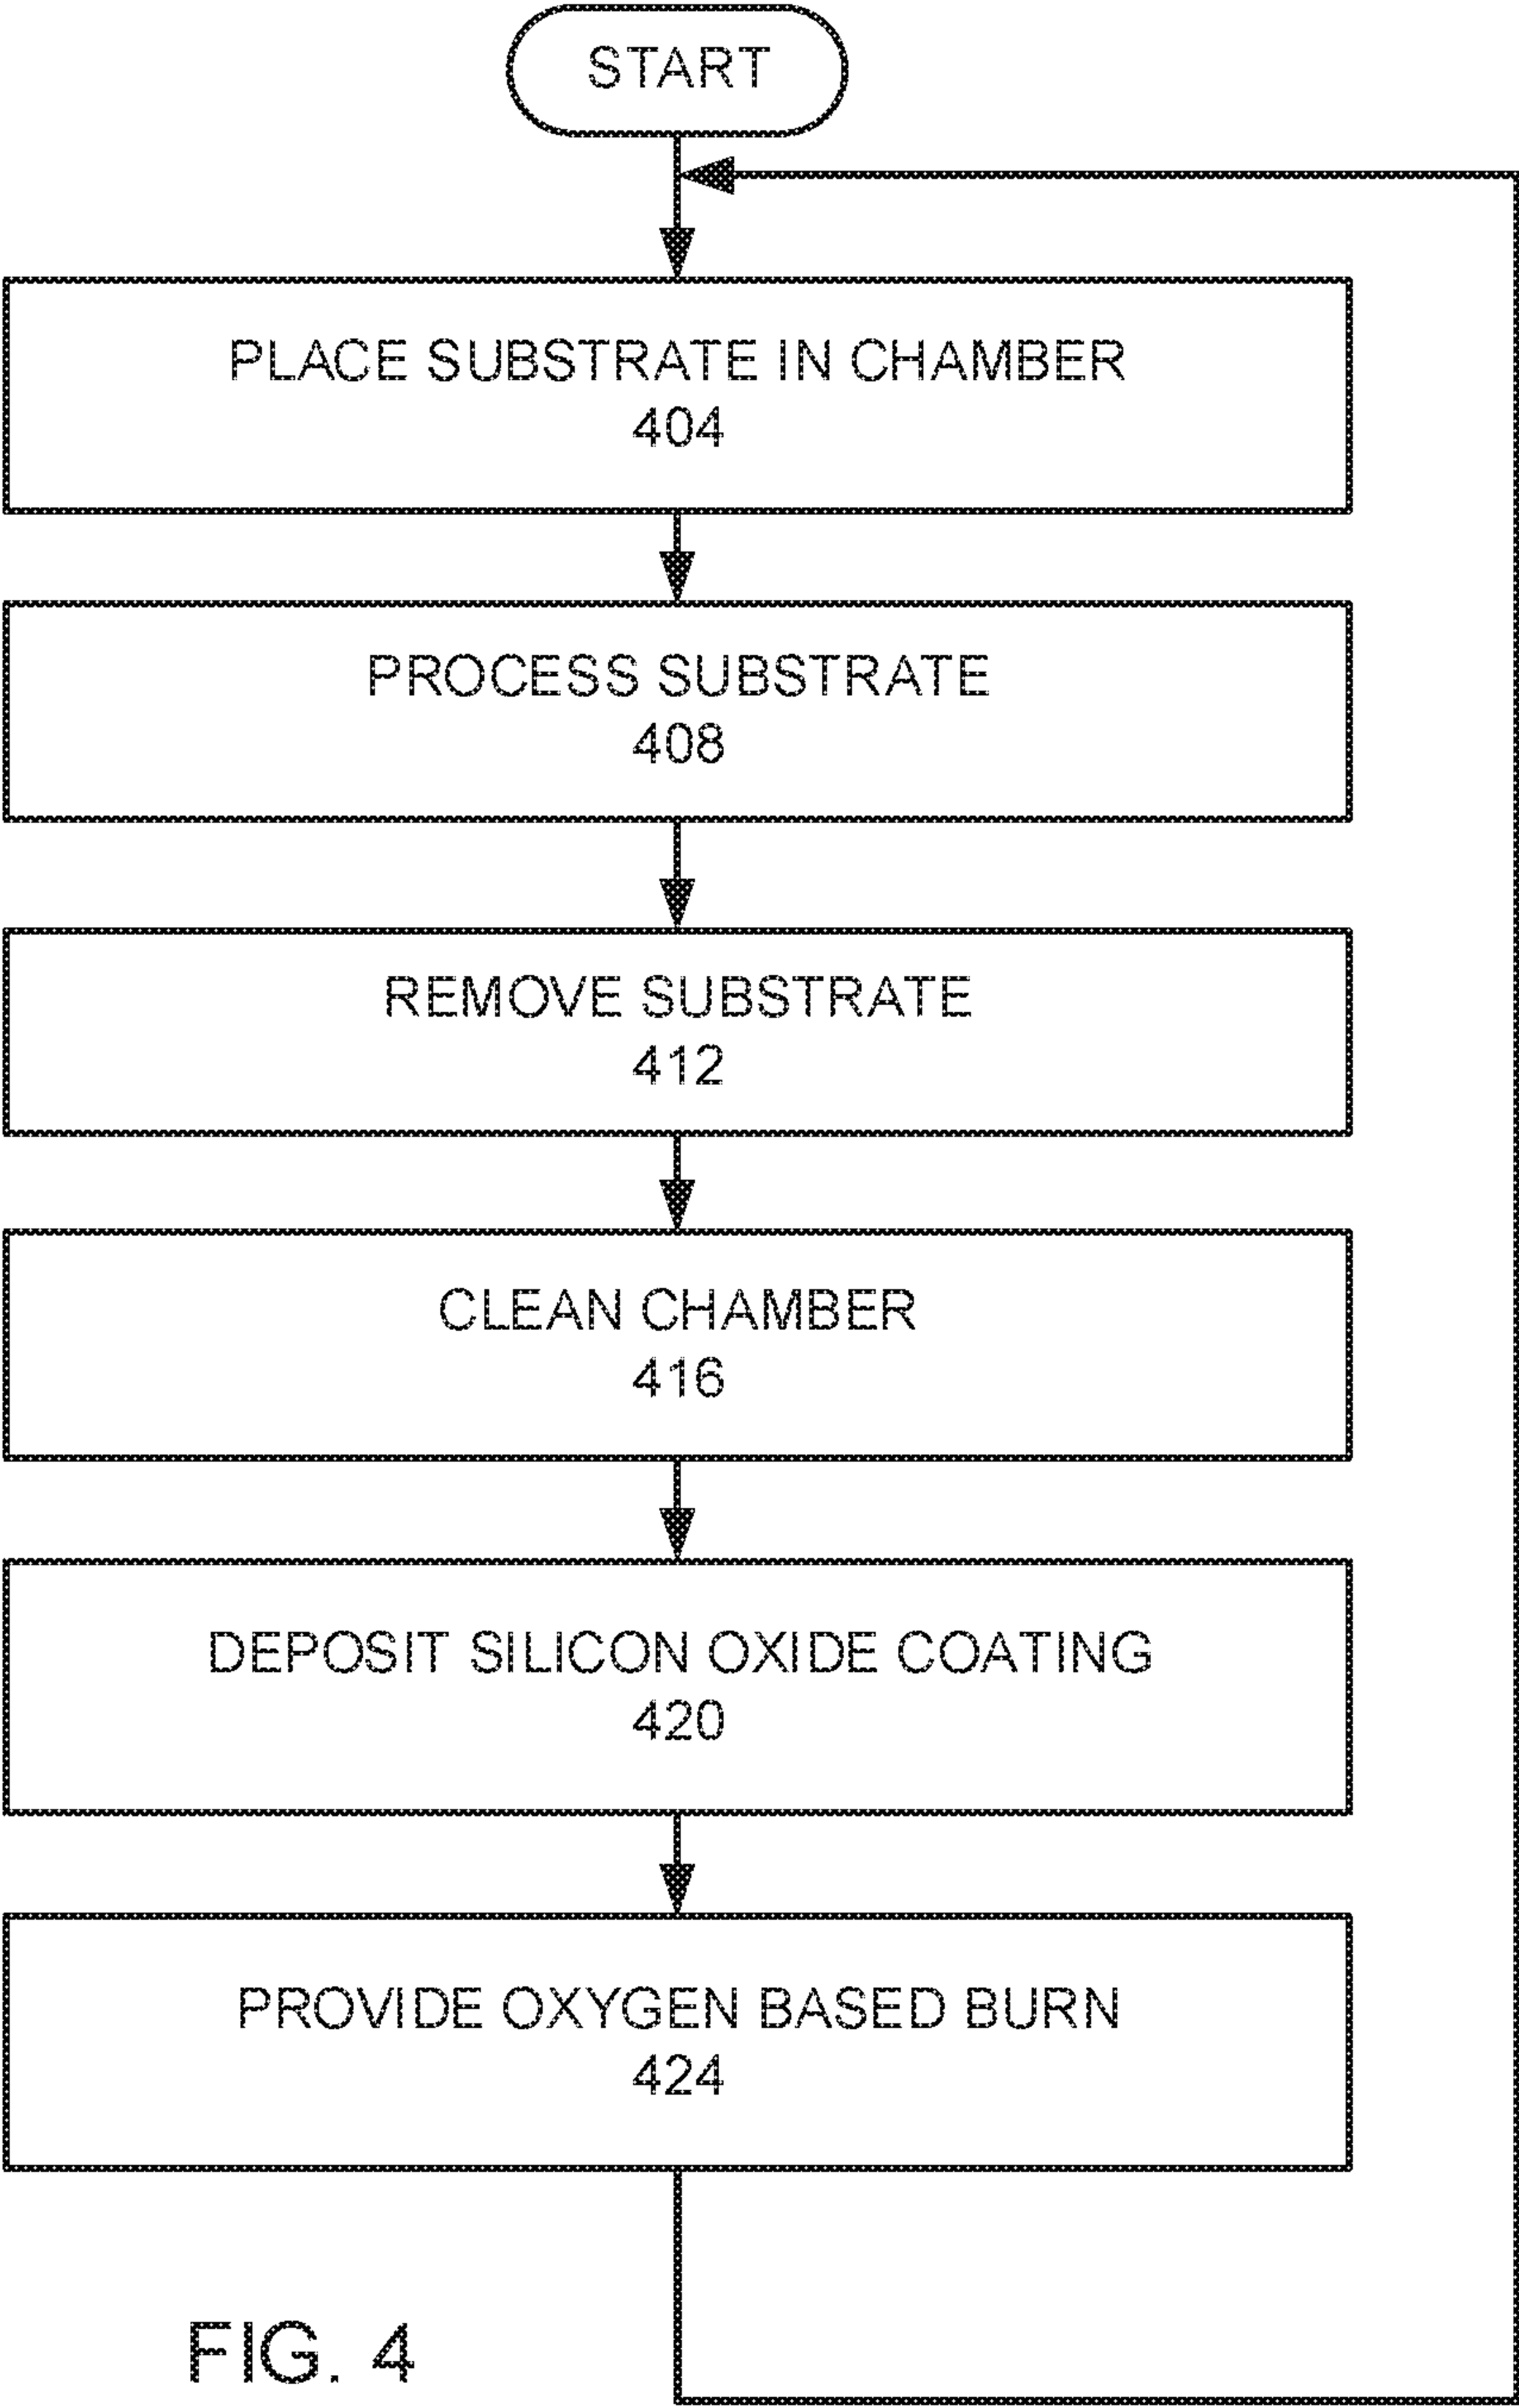 START
PLACE SUBSTRATE IN CHAMBER
404
PROCESS SUBSTRATE
408
REMOVE SUBSTRATE
412
CLEAN CHAMBER
416
DEPOSIT SILICON OXIDE COATING
420
PROVIDE OXYGEN BASED BURN
424
FIG. 4